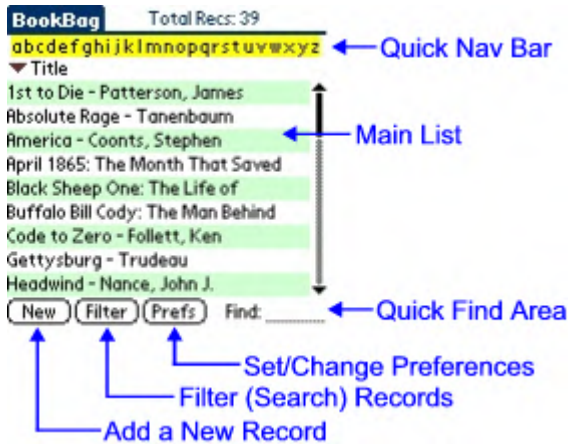 BookBag Total Recs: 39
abcdefghijklmnopqrstuvwxyz Quick Nav Bar
Title
1st to Die - Patterson, James
Absolute Rage - Tanenbaum
America - Coonts, Stephen Main List
April 1865: The Month That Saved
Black Sheep One: The Life of
Buffalo Bill Cody: The Man Behind
Code to Zero - Follett, Ken
Gettysburg - Trudeau
Headwind - Nance, John J.
New Filter Prefs Find: Quick Find Area
Set/Change Preferences
Filter (Search) Records
Add a New Record